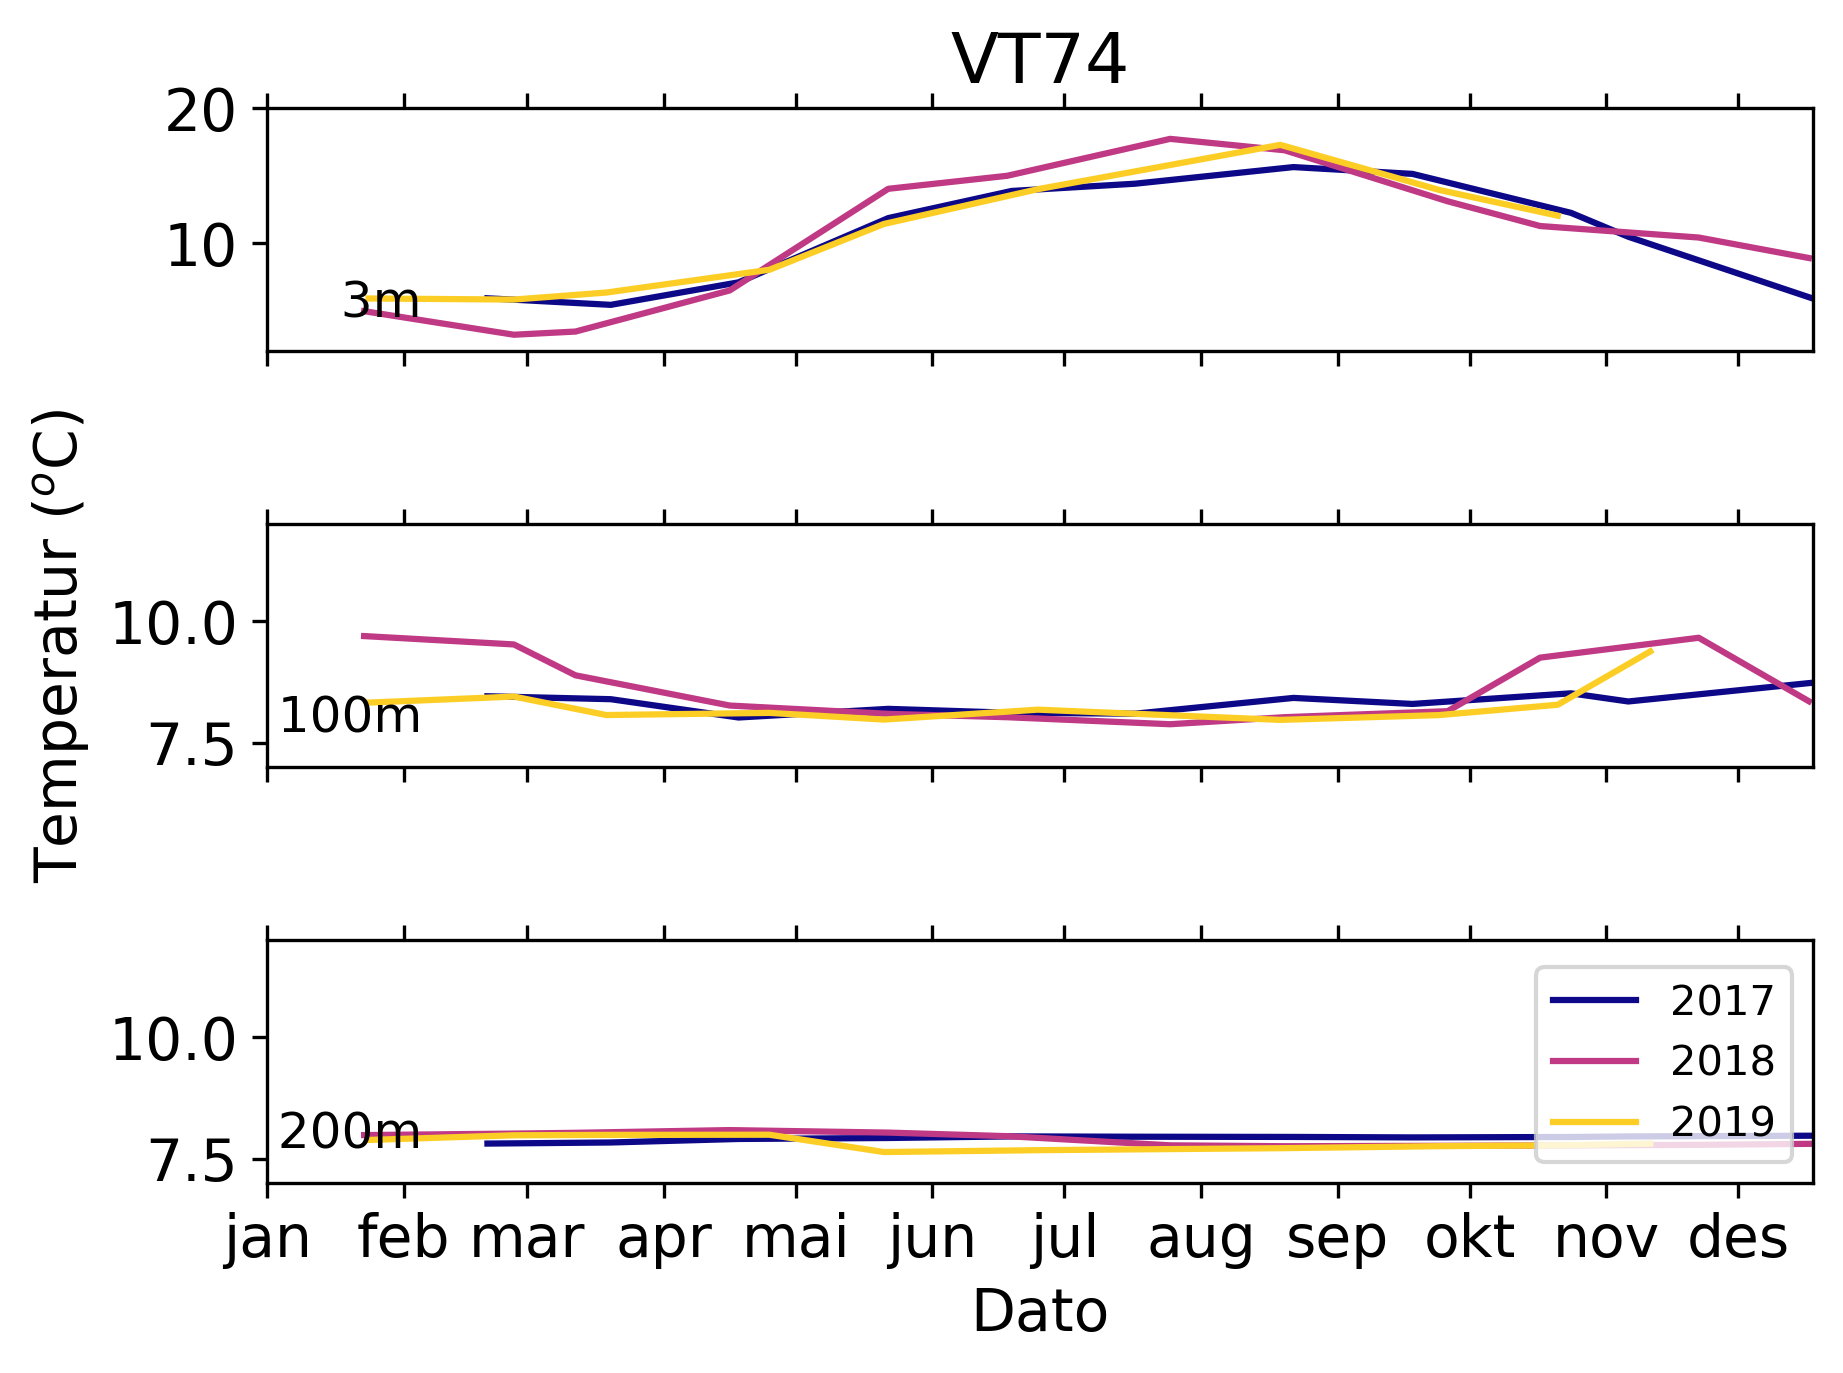 VT74
20
10
3m
Temperatur (°C)
10.0
7.5
100m
10.0
7.5
200m
2017
2018
2019
jan feb mar apr mai jun jul aug sep okt nov des
Dato